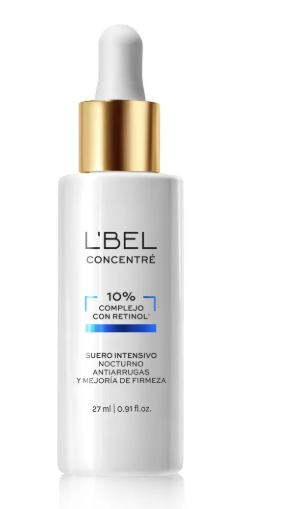 L'BEL
CONCENTRÉ
10%
COMPLEJO
CON RETINOL*
SUERO INTENSIVO
NOCTURNO
ANTIARRUGAS
Y MEJORÍA DE FIRMEZA
27 ml | 0.91 fl.oz.